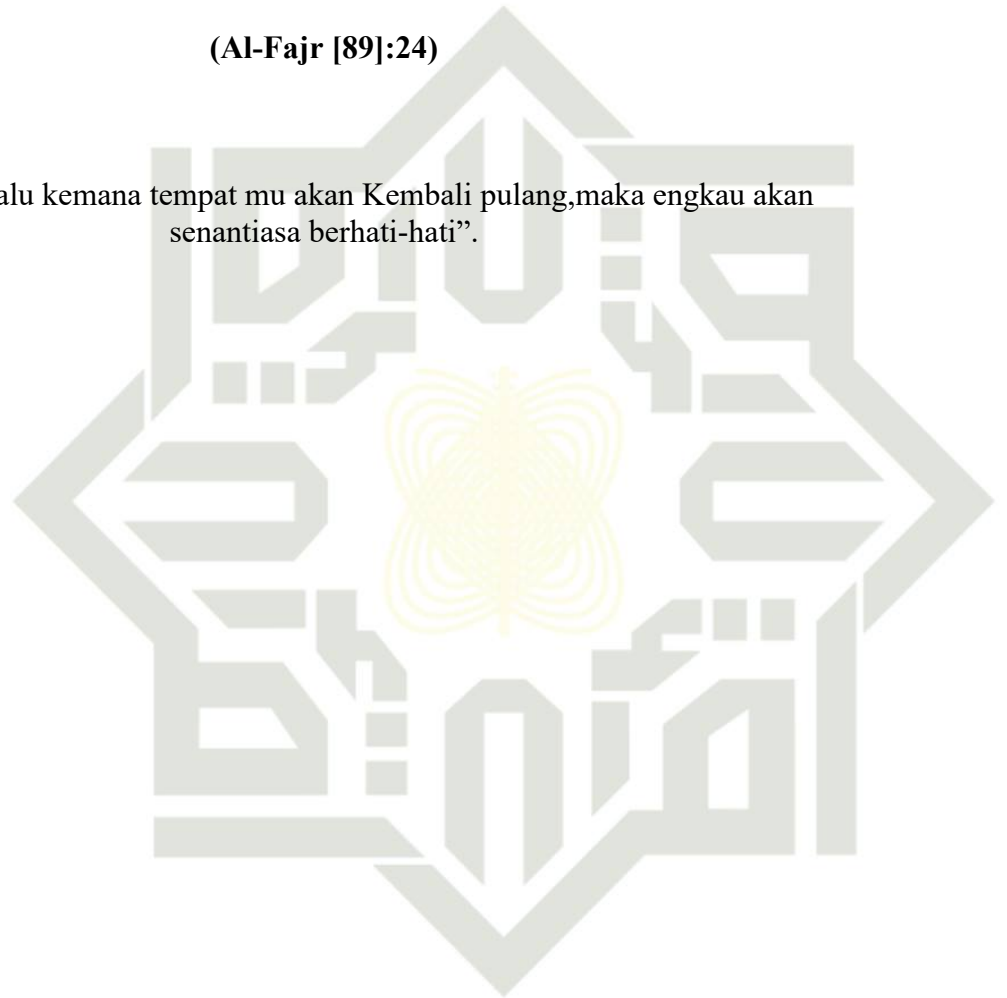 (Al-Fajr [89]:24)
alu kemana tempat mu akan Kembali pulang,maka engkau akan
senantiasa berhati-hati”.